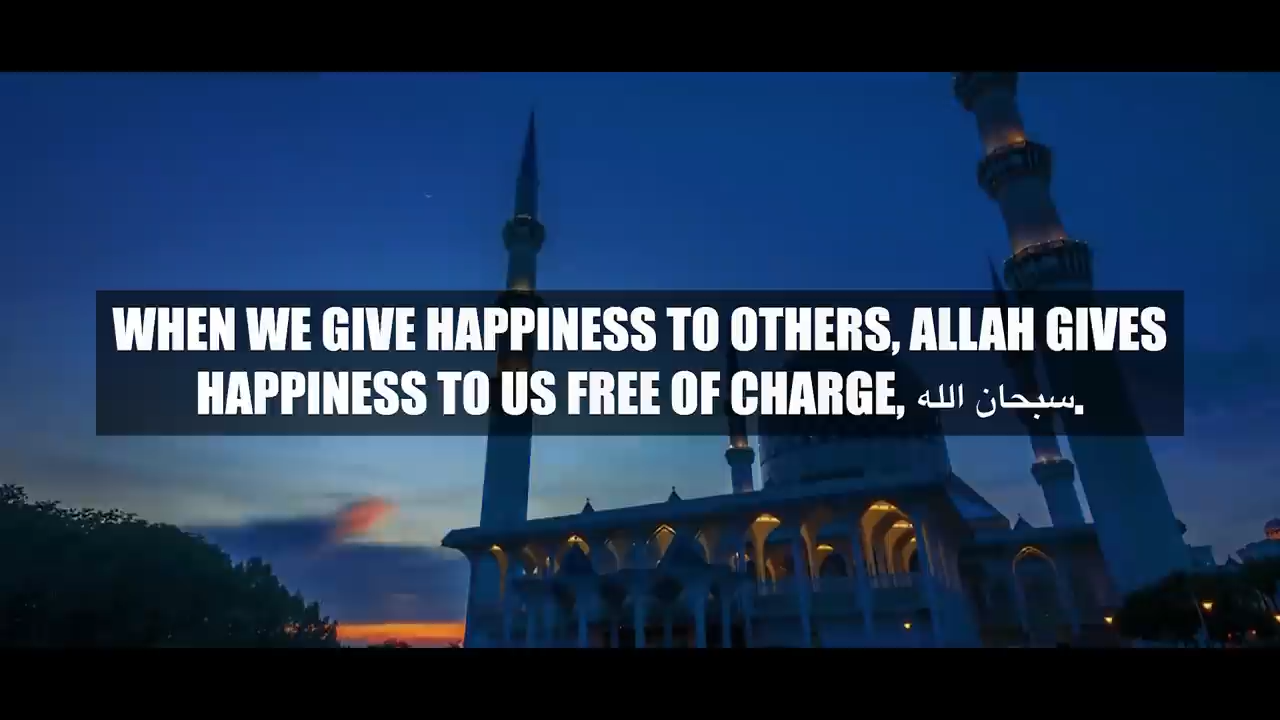 WHEN WE GIVE HAPPINESS TO OTHERS, ALLAH GIVES
HAPPINESS TO US FREE OF CHARGE, سبحان الله.